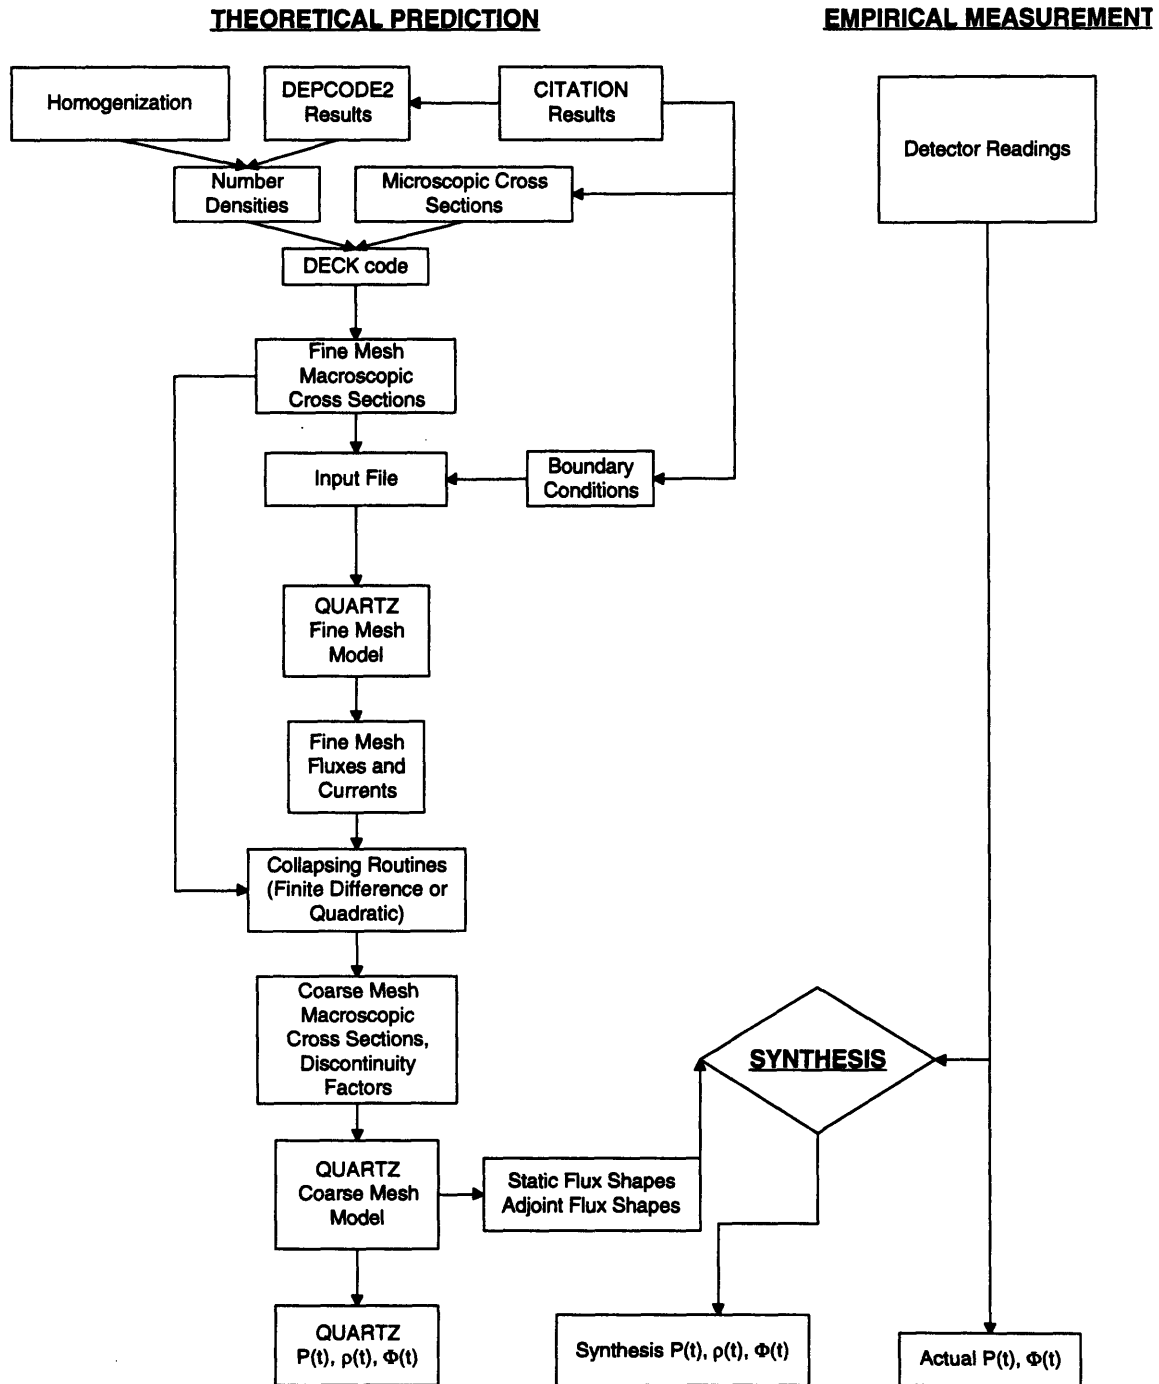 THEORETICAL PREDICTION
EMPIRICAL MEASUREMENT
Homogenization
DEPCODE2
Results
CITATION
Results
Detector Readings
Number
Densities
Microscopic Cross
Sections
DECK code
Fine Mesh
Macroscopic
Cross Sections
Input File
Boundary
Conditions
QUARTZ
Fine Mesh
Model
Fine Mesh
Fluxes and
Currents
Collapsing Routines
(Finite Difference or
Quadratic)
Coarse Mesh
Macroscopic
Cross Sections,
Discontinuity
Factors
SYNTHESIS
QUARTZ
Coarse Mesh
Model
Static Flux Shapes
Adjoint Flux Shapes
QUARTZ
P(t), ρ(t), Φ(t)
Synthesis P(t), ρ(t), Φ(t)
Actual P(t), Φ(t)